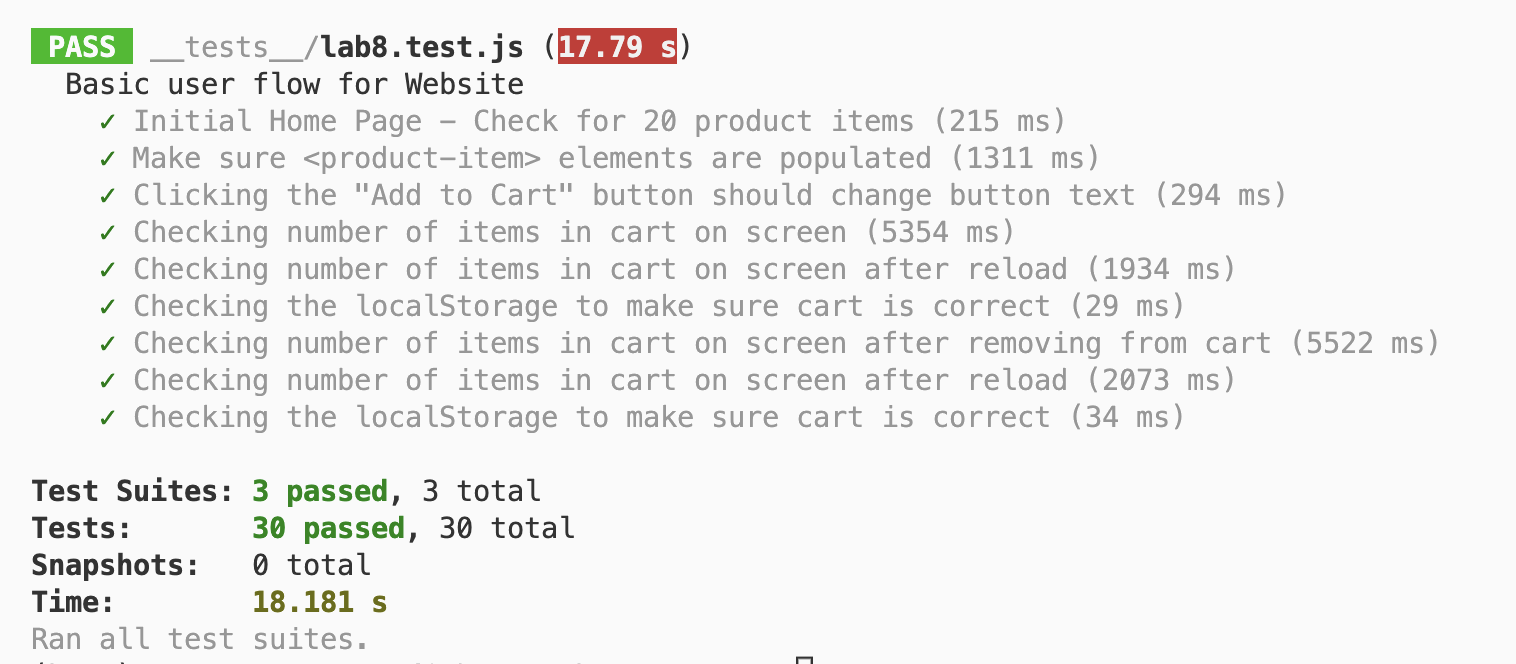 PASS __tests__/lab8.test.js (17.79 s)
Basic user flow for Website
✓ Initial Home Page – Check for 20 product items (215 ms)
✓ Make sure <product-item> elements are populated (1311 ms)
✓ Clicking the "Add to Cart" button should change button text (294 ms)
✓ Checking number of items in cart on screen (5354 ms)
✓ Checking number of items in cart on screen after reload (1934 ms)
✓ Checking the localStorage to make sure cart is correct (29 ms)
✓ Checking number of items in cart on screen after removing from cart (5522 ms)
✓ Checking number of items in cart on screen after reload (2073 ms)
✓ Checking the localStorage to make sure cart is correct (34 ms)
Test Suites: 3 passed, 3 total
Tests: 30 passed, 30 total
Snapshots: 0 total
Time: 18.181 s
Ran all test suites.